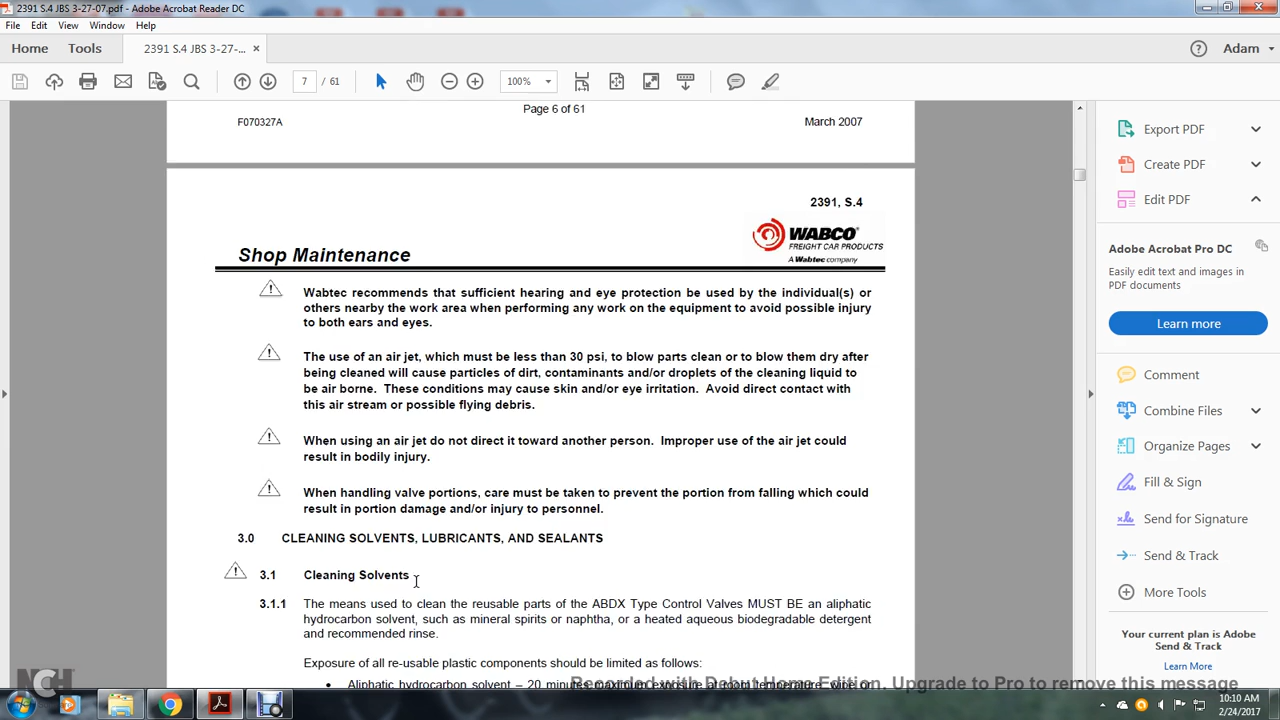 2391 S.4 JBS 3-27-07.pdf - Adobe Acrobat Reader DC
File Edit View Window Help
Home Tools 2391 S.4 JBS 3-27-... × Adam
7 / 61 100%
Page 6 of 61
F070327A March 2007
2391, S.4
WABCO
FREIGHT CAR PRODUCTS
A Wabtec company
Shop Maintenance
Wabtec recommends that sufficient hearing and eye protection be used by the individual(s) or
others nearby the work area when performing any work on the equipment to avoid possible injury
to both ears and eyes.
The use of an air jet, which must be less than 30 psi, to blow parts clean or to blow them dry after
being cleaned will cause particles of dirt, contaminants and/or droplets of the cleaning liquid to
be air borne. These conditions may cause skin and/or eye irritation. Avoid direct contact with
this air stream or possible flying debris.
When using an air jet do not direct it toward another person. Improper use of the air jet could
result in bodily injury.
When handling valve portions, care must be taken to prevent the portion from falling which could
result in portion damage and/or injury to personnel.
3.0 CLEANING SOLVENTS, LUBRICANTS, AND SEALANTS
3.1 Cleaning Solvents
3.1.1 The means used to clean the reusable parts of the ABDX Type Control Valves MUST BE an aliphatic
hydrocarbon solvent, such as mineral spirits or naphtha, or a heated aqueous biodegradable detergent
and recommended rinse.
Exposure of all re-usable plastic components should be limited as follows:
• Aliphatic hydrocarbon solvents – 20 minutes maximum exposure at room temperature, wipe or
Export PDF
Create PDF
Edit PDF
Adobe Acrobat Pro DC
Easily edit text and images in
PDF documents
Learn more
Comment
Combine Files
Organize Pages
Fill & Sign
Send for Signature
Send & Track
More Tools
Your current plan is Adobe
Send
Learn More
NCH
Recorded with Debut Home Edition. Upgrade to Pro to remove this message
10:10 AM
2/24/2017